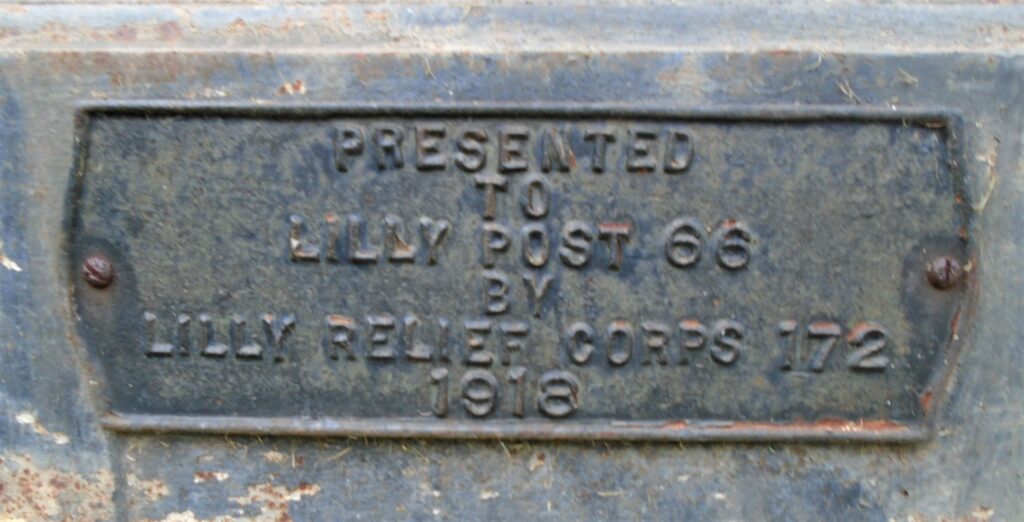 PRESENTED
TO
LILLY POST 66
BY
LILLY RELIEF CORPS 172
1918